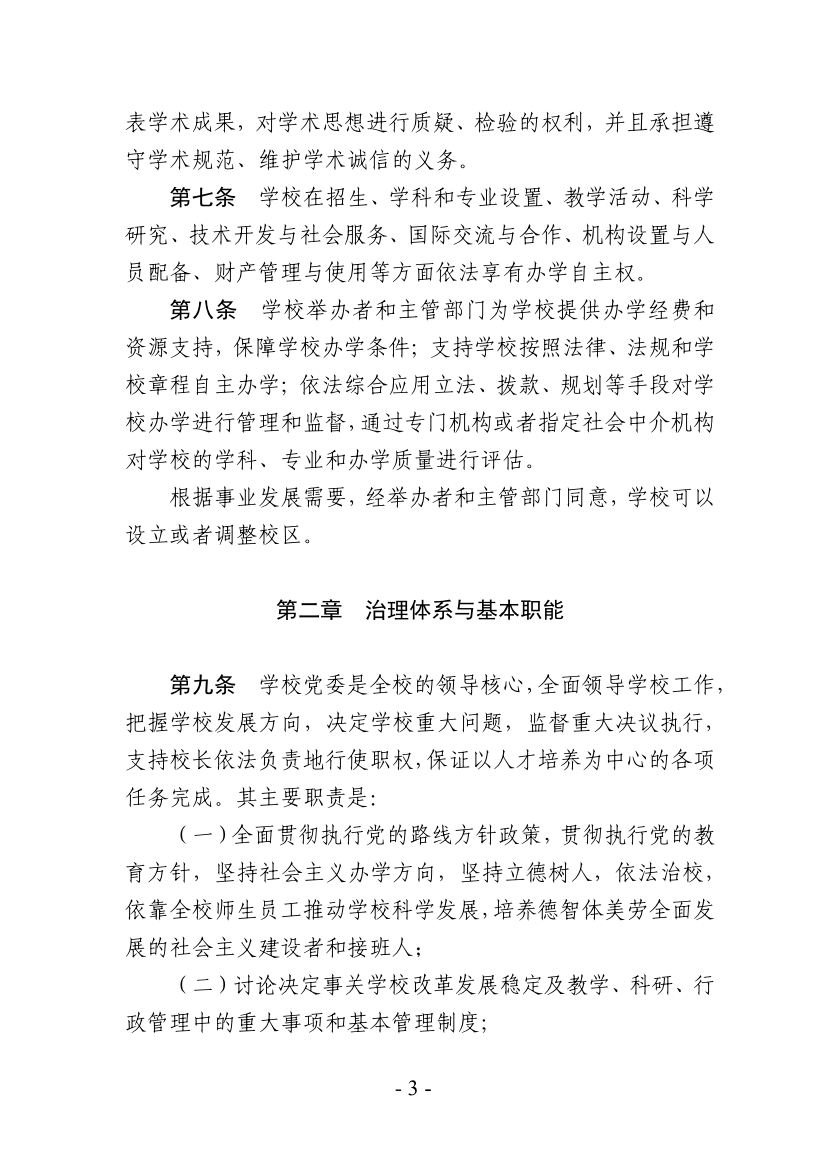 表学术成果，对学术思想进行质疑、检验的权利，并且承担遵
守学术规范、维护学术诚信的义务。
第七条　学校在招生、学科和专业设置、教学活动、科学
研究、技术开发与社会服务、国际交流与合作、机构设置与人
员配备、财产管理与使用等方面依法享有办学自主权。
第八条　学校举办者和主管部门为学校提供办学经费和
资源支持，保障学校办学条件；支持学校按照法律、法规和学
校章程自主办学；依法综合应用立法、拨款、规划等手段对学
校办学进行管理和监督，通过专门机构或者指定社会中介机构
对学校的学科、专业和办学质量进行评估。
根据事业发展需要，经举办者和主管部门同意，学校可以
设立或者调整校区。
第二章　治理体系与基本职能
第九条　学校党委是全校的领导核心，全面领导学校工作，
把握学校发展方向，决定学校重大问题，监督重大决议执行，
支持校长依法负责地行使职权，保证以人才培养为中心的各项
任务完成。其主要职责是：
（一）全面贯彻执行党的路线方针政策，贯彻执行党的教
育方针，坚持社会主义办学方向，坚持立德树人，依法治校，
依靠全校师生员工推动学校科学发展，培养德智体美劳全面发
展的社会主义建设者和接班人；
（二）讨论决定事关学校改革发展稳定及教学、科研、行
政管理中的重大事项和基本管理制度；
- 3 -